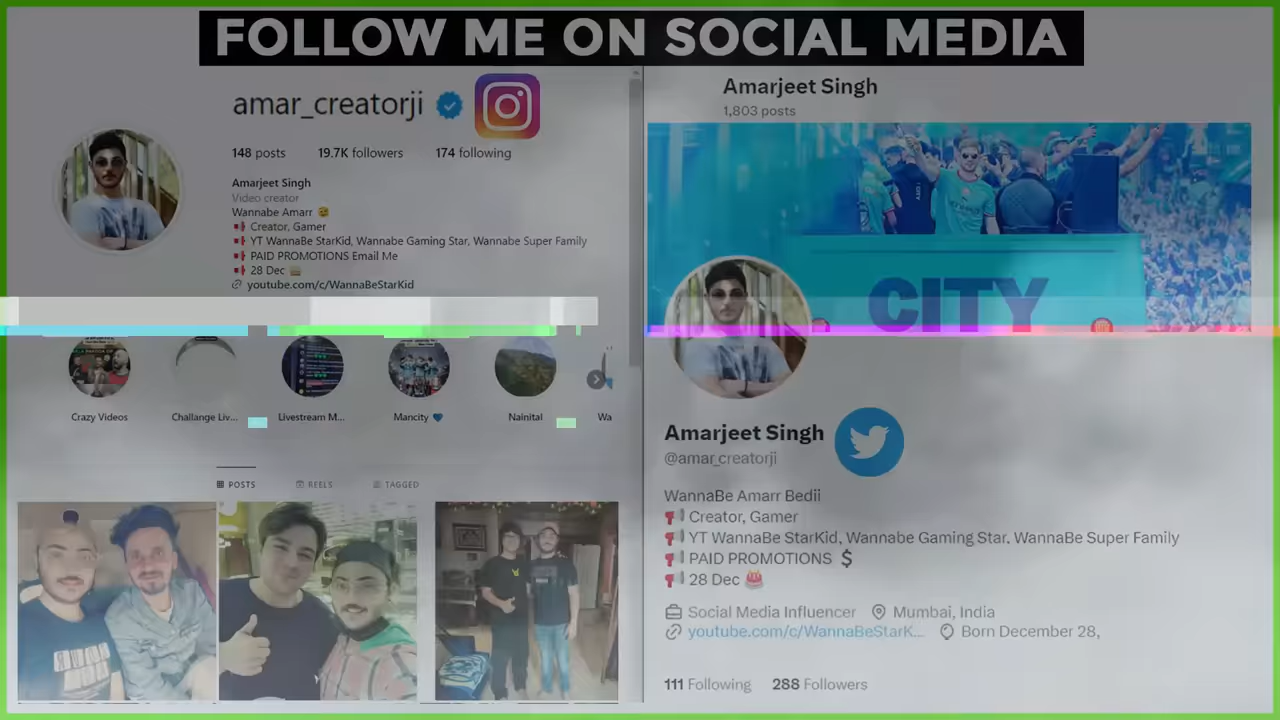 FOLLOW ME ON SOCIAL MEDIA
amar_creatorji
148 posts 19.7K followers 174 following
Amarjeet Singh
Video creator
Wannabe Amarr 🤣
📢 Creator, Gamer
📢 YT WannaBe StarKid, Wannabe Gaming Star, Wannabe Super Family
📢 PAID PROMOTIONS Email Me
📢 28 Dec 🎂
youtube.com/c/WannaBeStarKid
Crazy Videos Challange Liv... Livestream M... Mancity 💙 Nainital Wa
POSTS REELS TAGGED
Amarjeet Singh
1,803 posts
CITY
Amarjeet Singh
@amar_creatorji
WannaBe Amarr Bedii
📢 Creator, Gamer
📢 YT WannaBe StarKid, Wannabe Gaming Star, WannaBe Super Family
📢 PAID PROMOTIONS $
📢 28 Dec 🎂
Social Media Influencer Mumbai, India
youtube.com/c/WannaBeStarK... Born December 28,
111 Following 288 Followers